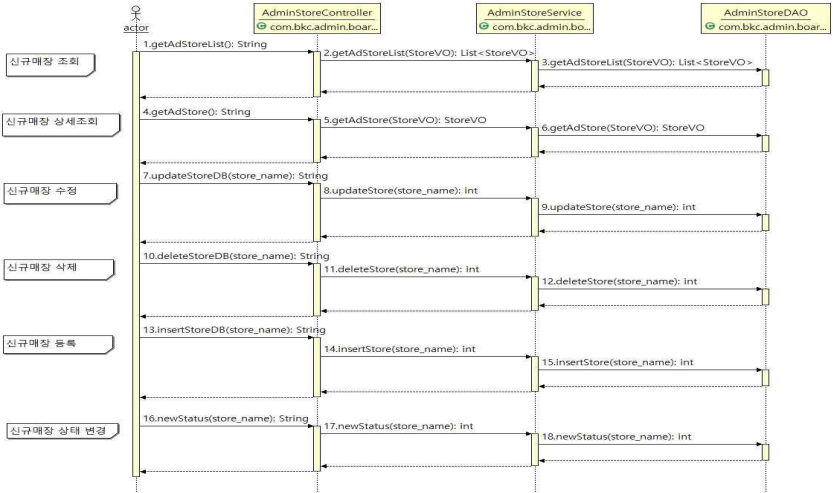 AdminStoreController
AdminStoreService
AdminStoreDAO
actor
com.bkc.admin.boar...
com.bkc.admin.bo...
com.bkc.admin.boar...
1.getAdStoreList(): String
2.getAdStoreList(StoreVO): List<StoreVO>
신규매장 조회
3.getAdStoreList(StoreVO): List<StoreVO>
4.getAdStore(): String
신규매장 상세조회
5.getAdStore(StoreVO): StoreVO
6.getAdStore(StoreVO): StoreVO
7.updateStoreDB(store_name): String
신규매장 수정
8.updateStore(store_name): int
9.updateStore(store_name): int
10.deleteStoreDB(store_name): String
신규매장 삭제
11.deleteStore(store_name): int
12.deleteStore(store_name): int
13.insertStoreDB(store_name): String
신규매장 등록
14.insertStore(store_name): int
15.insertStore(store_name): int
16.newStatus(store_name): String
신규매장 상태 변경
17.newStatus(store_name): int
18.newStatus(store_name): int